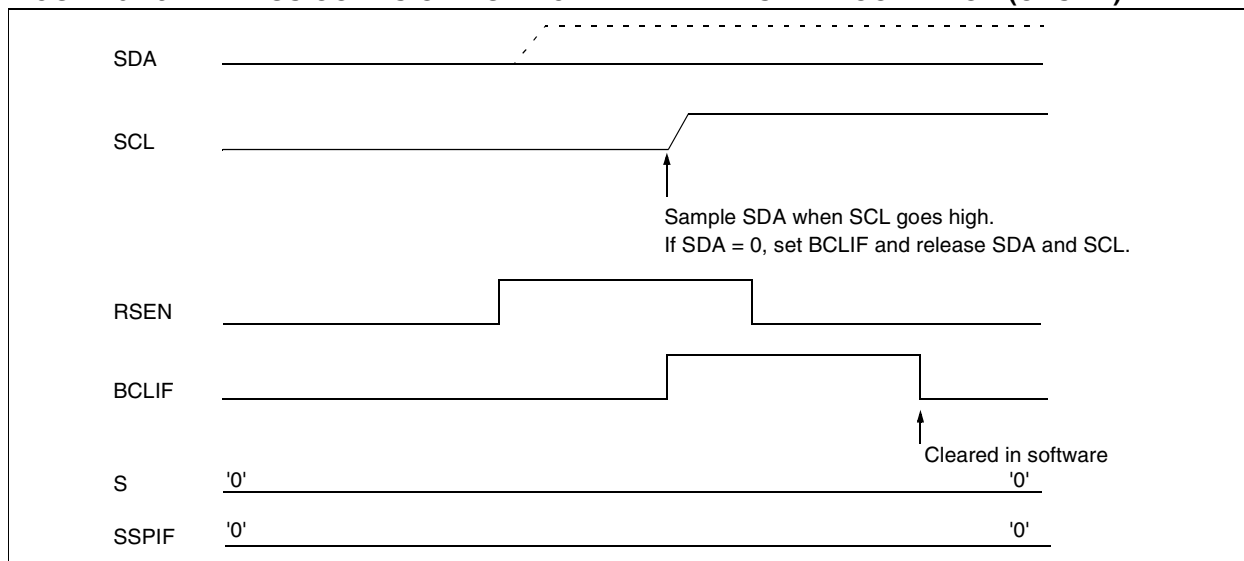 SDA
SCL
Sample SDA when SCL goes high.
If SDA = 0, set BCLIF and release SDA and SCL.
RSEN
BCLIF
Cleared in software
S '0' '0'
SSPIF '0' '0'